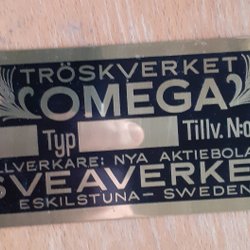 TRÖSKVERKET
OMEGA
Typ Tillv. N:o
LLVERKARE: NYA AKTIEBOLA
SVEAVERKE
ESKILSTUNA – SWEDEN